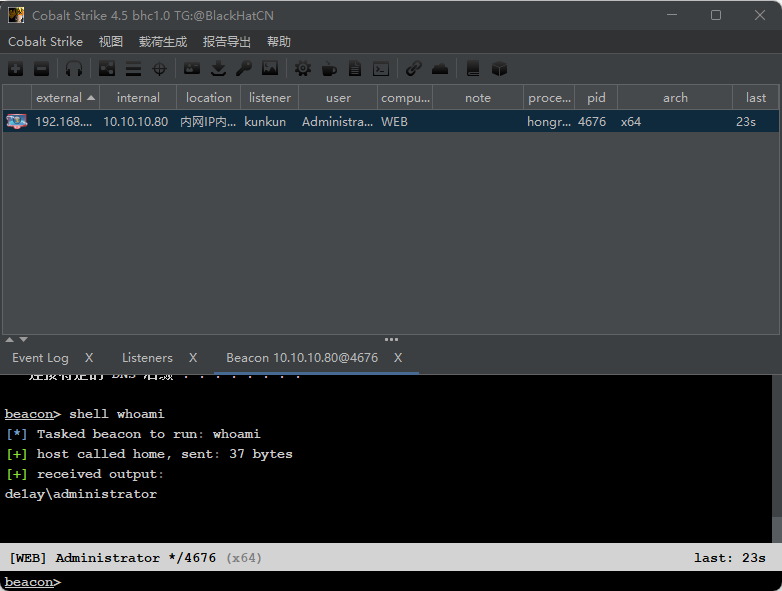 Cobalt Strike 4.5 bhc1.0 TG:@BlackHatCN
Cobalt Strike 视图 载荷生成 报告导出 帮助
external internal location listener user compu... note proce... pid arch last
192.168.... 10.10.10.80 内网IP内... kunkun Administra... WEB hongr... 4676 x64 23s
Event Log X Listeners X Beacon 10.10.10.80@4676 X
beacon> shell whoami
[*] Tasked beacon to run: whoami
[+] host called home, sent: 37 bytes
[+] received output:
delay\administrator
[WEB] Administrator */4676 (x64) last: 23s
beacon>